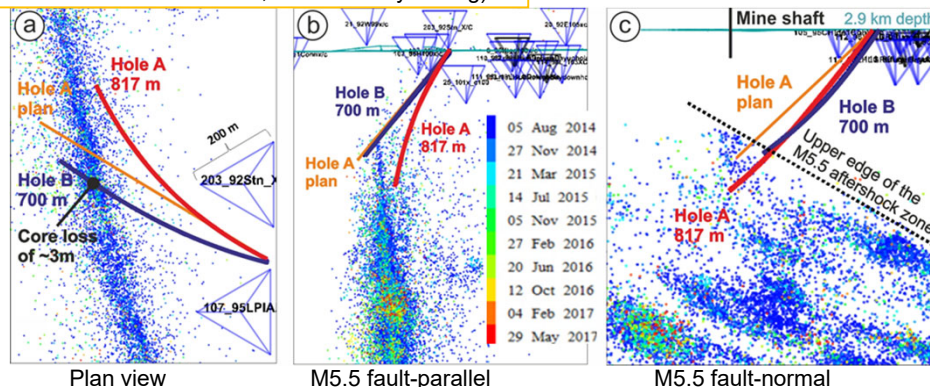 a
Hole A
817 m
Hole A
plan
200 m
203_92Stn_X
Hole B
700 m
Core loss
of ~3m
107_95LPIA
Plan view
b
Hole B
700 m
Hole A
817 m
Hole A
plan
05 Aug 2014
27 Nov 2014
21 Mar 2015
14 Jul 2015
05 Nov 2015
27 Feb 2016
20 Jun 2016
12 Oct 2016
04 Feb 2017
29 May 2017
M5.5 fault-parallel
c
Mine shaft
2.9 km depth
Hole A
plan
Hole B
700 m
Upper edge of the
M5.5 aftershock zone
Hole A
817 m
M5.5 fault-normal